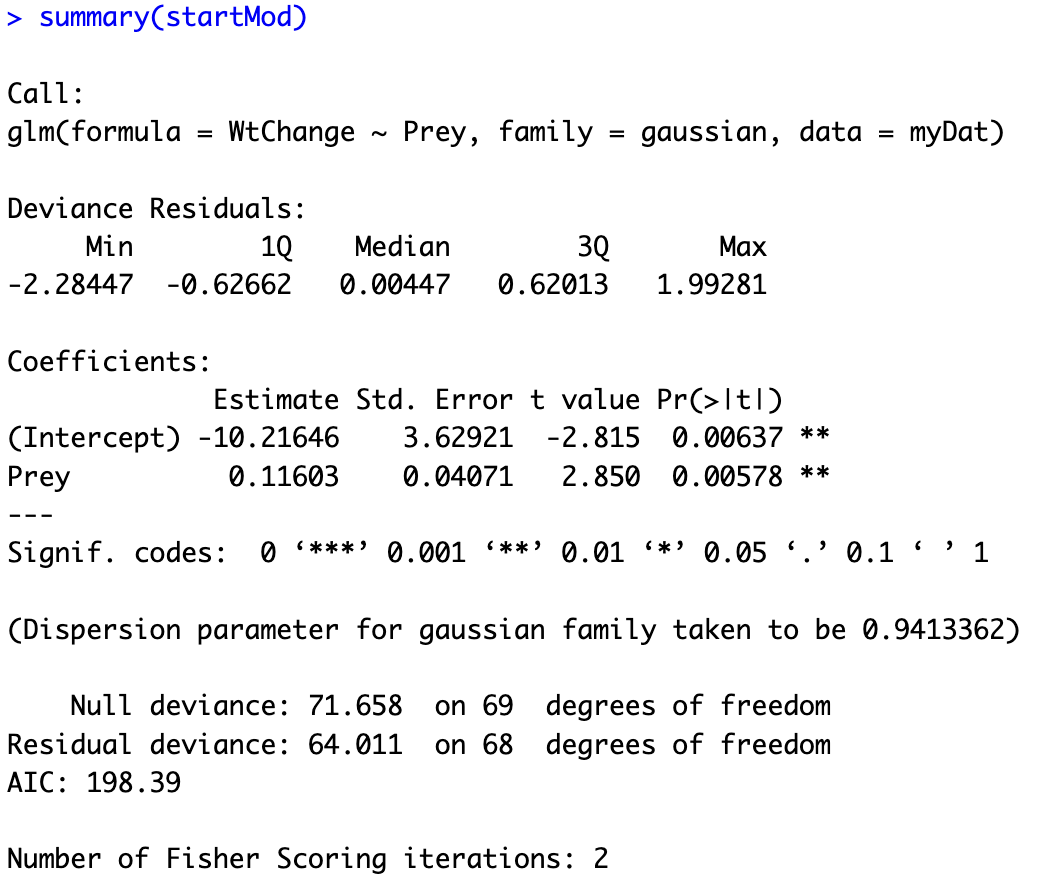 > summary(startMod)
Call:
glm(formula = WtChange ~ Prey, family = gaussian, data = myDat)
Deviance Residuals:
     Min        1Q    Median        3Q       Max
-2.28447  -0.62662   0.00447   0.62013   1.99281
Coefficients:
             Estimate Std. Error t value Pr(>|t|)
(Intercept) -10.21646    3.62921  -2.815  0.00637 **
Prey          0.11603    0.04071   2.850  0.00578 **
---
Signif. codes:  0 ‘***’ 0.001 ‘**’ 0.01 ‘*’ 0.05 ‘.’ 0.1 ‘ ’ 1
(Dispersion parameter for gaussian family taken to be 0.9413362)
    Null deviance: 71.658  on 69  degrees of freedom
Residual deviance: 64.011  on 68  degrees of freedom
AIC: 198.39
Number of Fisher Scoring iterations: 2